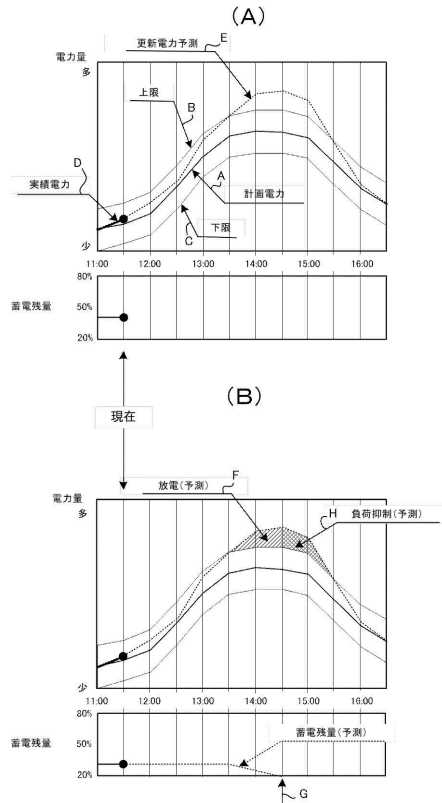 (A)
更新電力予測
E
電力量
多
上限
B
D
実績電力
A
計画電力
C
下限
少
11:00 12:00 13:00 14:00 15:00 16:00
80%
蓄電残量 50%
20%
現在
(B)
F
放電(予測)
電力量
多
H 負荷抑制(予測)
少
11:00 12:00 13:00 14:00 15:00 16:00
80%
蓄電残量(予測)
蓄電残量 50%
20%
G